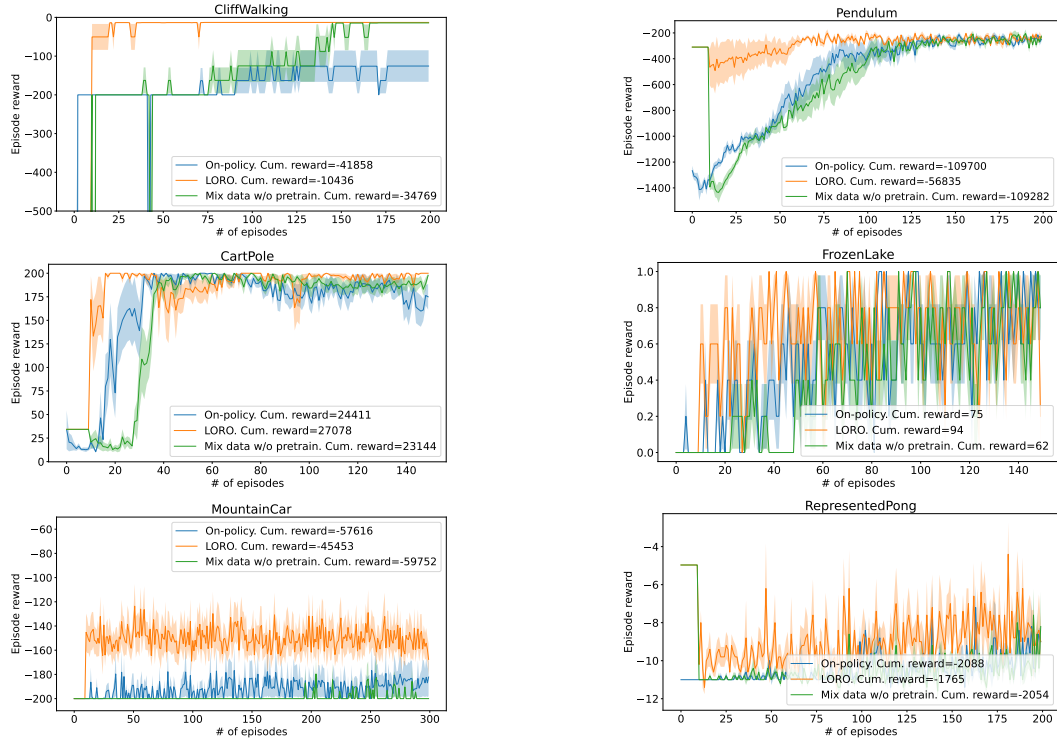 CliffWalking
0
−100
−200
−300
−400
−500
Episode reward
On-policy. Cum. reward=-41858
LORO. Cum. reward=-10436
Mix data w/o pretrain. Cum. reward=-34769
0 25 50 75 100 125 150 175 200
# of episodes
Pendulum
−200
−400
−600
−800
−1000
−1200
−1400
Episode reward
On-policy. Cum. reward=-109700
LORO. Cum. reward=-56835
Mix data w/o pretrain. Cum. reward=-109282
0 25 50 75 100 125 150 175 200
# of episodes
CartPole
200
175
150
125
100
75
50
25
0
Episode reward
On-policy. Cum. reward=24411
LORO. Cum. reward=27078
Mix data w/o pretrain. Cum. reward=23144
0 20 40 60 80 100 120 140
# of episodes
FrozenLake
1.0
0.8
0.6
0.4
0.2
0.0
Episode reward
On-policy. Cum. reward=75
LORO. Cum. reward=94
Mix data w/o pretrain. Cum. reward=62
0 20 40 60 80 100 120 140
# of episodes
MountainCar
−60
−80
−100
−120
−140
−160
−180
−200
Episode reward
On-policy. Cum. reward=-57616
LORO. Cum. reward=-45453
Mix data w/o pretrain. Cum. reward=-59752
0 50 100 150 200 250 300
# of episodes
RepresentedPong
−4
−6
−8
−10
−12
Episode reward
On-policy. Cum. reward=-2088
LORO. Cum. reward=-1765
Mix data w/o pretrain. Cum. reward=-2054
0 25 50 75 100 125 150 175 200
# of episodes